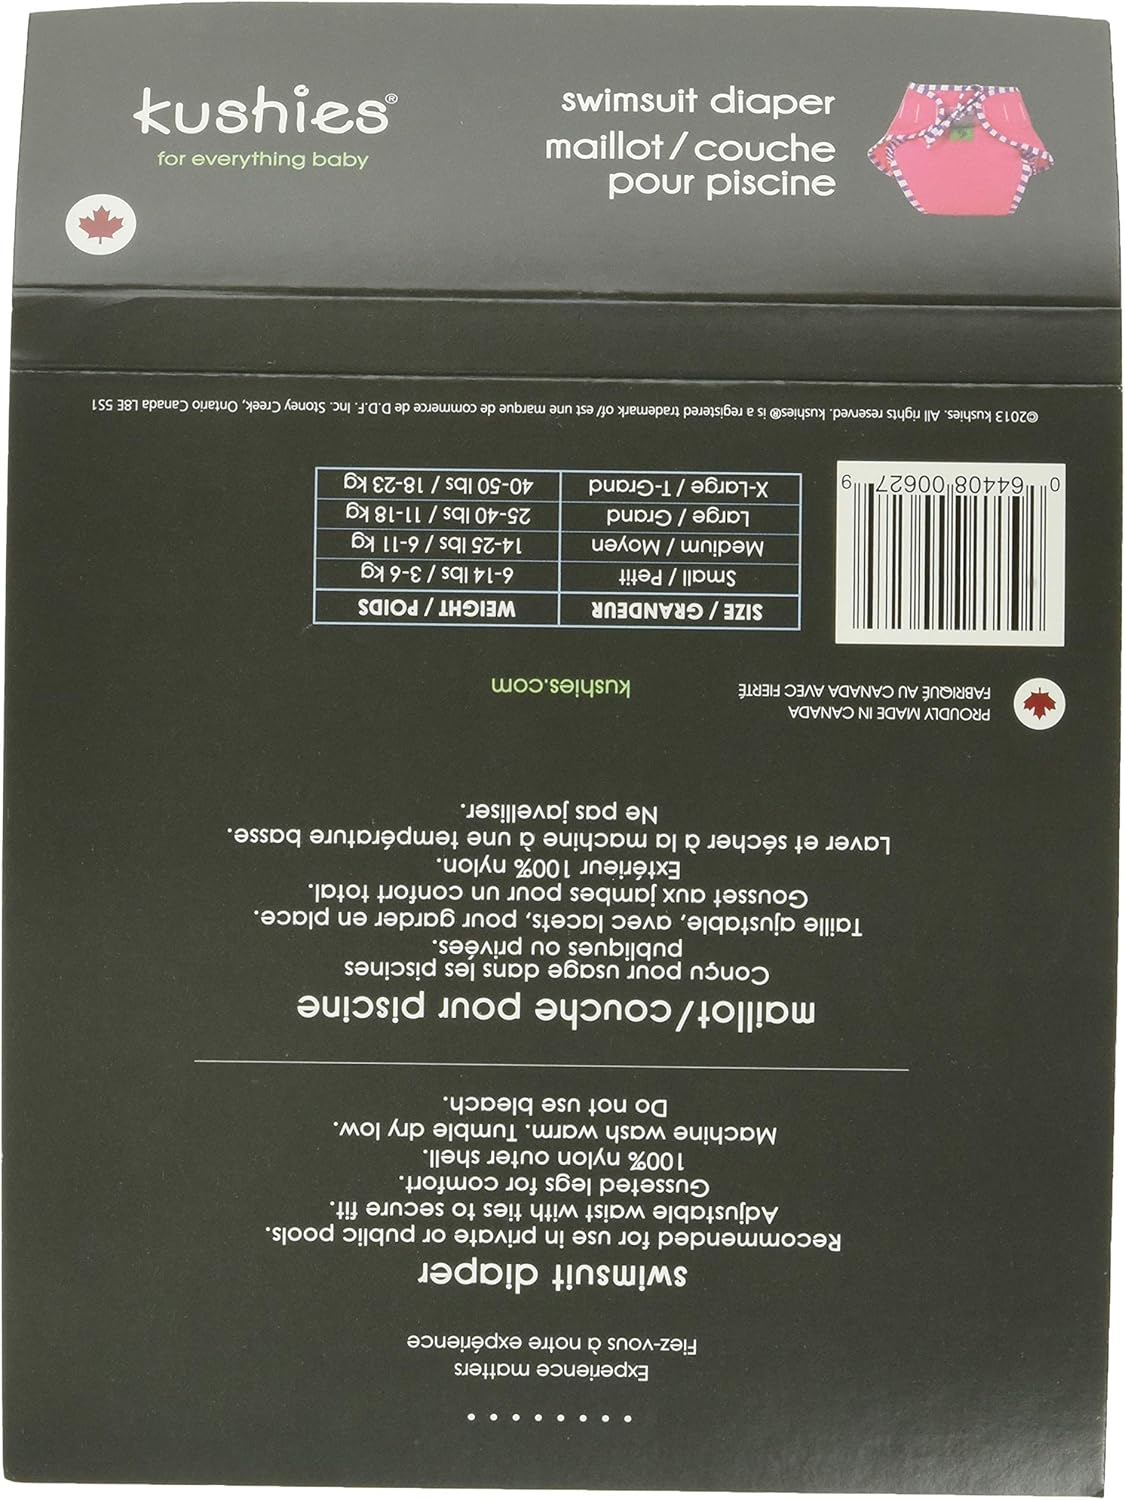 kushies®
for everything baby
swimsuit diaper
maillot / couche
pour piscine
• • • • • • • •
Experience matters
Fiez-vous à notre expérience
swimsuit diaper
Recommended for use in private or public pools.
Adjustable waist with ties to secure fit.
Gusseted legs for comfort.
100% nylon outer shell.
Machine wash warm. Tumble dry low.
Do not use bleach.
maillot/couche pour piscine
Conçu pour usage dans les piscines
publiques ou privées.
Taille ajustable, avec lacets, pour garder en place.
Gousset aux jambes pour un confort total.
Extérieur 100% nylon.
Laver et sécher à la machine à une température basse.
Ne pas javelliser.
PROUDLY MADE IN CANADA
FABRIQUÉ AU CANADA AVEC FIERTÉ
kushies.com
0 64408 00627 9
SIZE / GRANDEUR WEIGHT / POIDS
Small / Petit 6-14 lbs / 3-6 kg
Medium / Moyen 14-25 lbs / 6-11 kg
Large / Grand 25-40 lbs / 11-18 kg
X-Large / T-Grand 40-50 lbs / 18-23 kg
©2013 kushies. All rights reserved. kushies® is a registered trademark of/ est une marque de commerce de D.D.F. Inc. Stoney Creek, Ontario Canada L8E 5S1